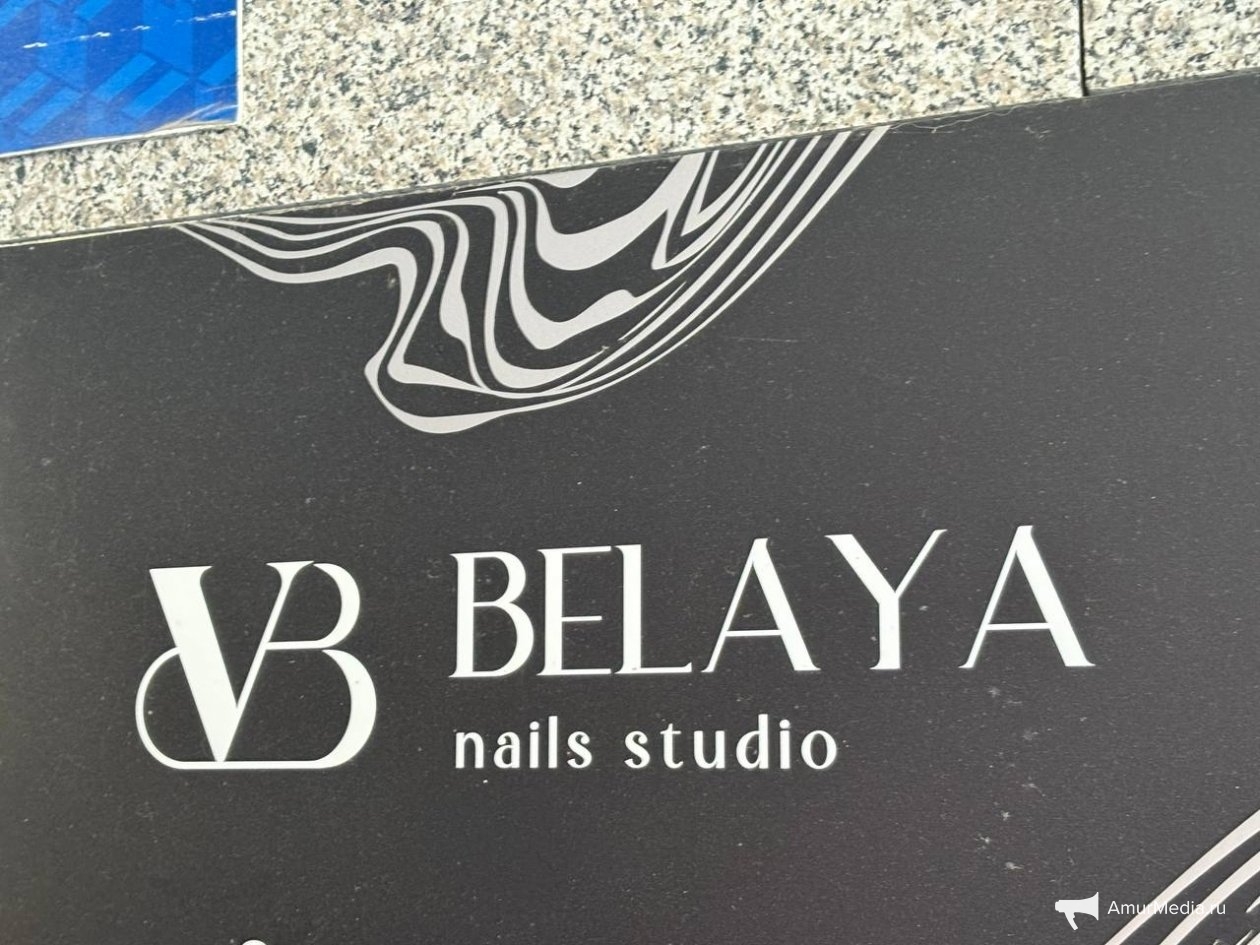 VB
BELAYA
nails studio
AmurMedia.ru